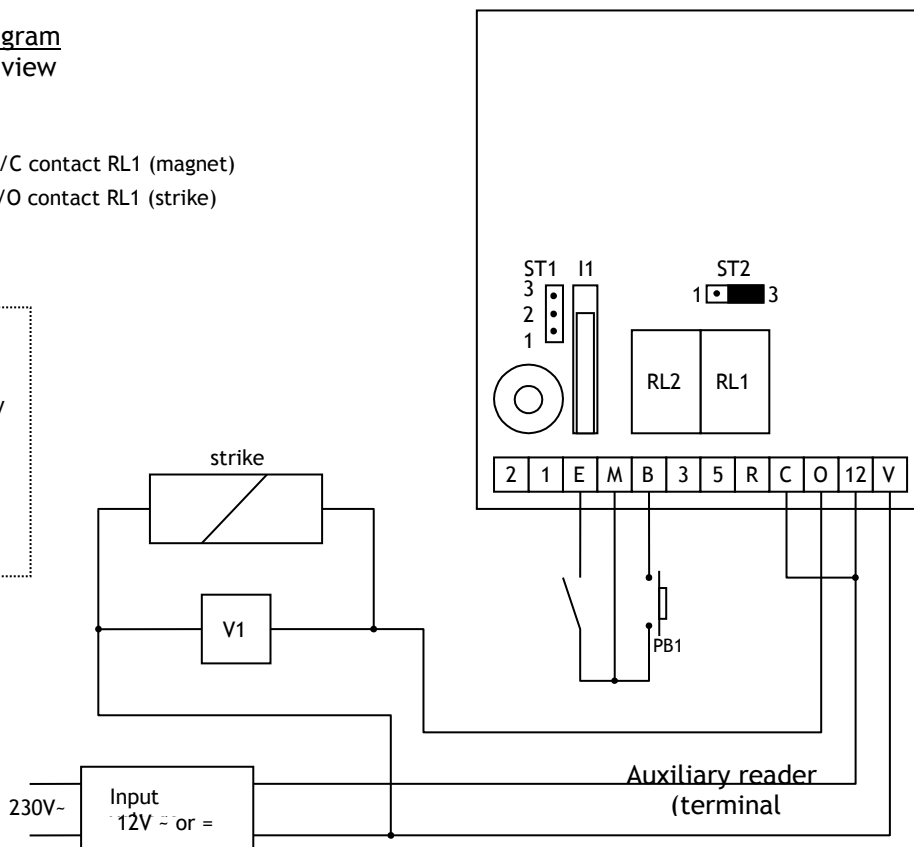 gram
view
/C contact RL1 (magnet)
/O contact RL1 (strike)
ST1 I1
3
2
1
ST2
1 3
RL2 RL1
strike
2 1 E M B 3 5 R C O 12 V
V1
PB1
Auxiliary reader
(terminal
230V~
Input
12V ~ or =